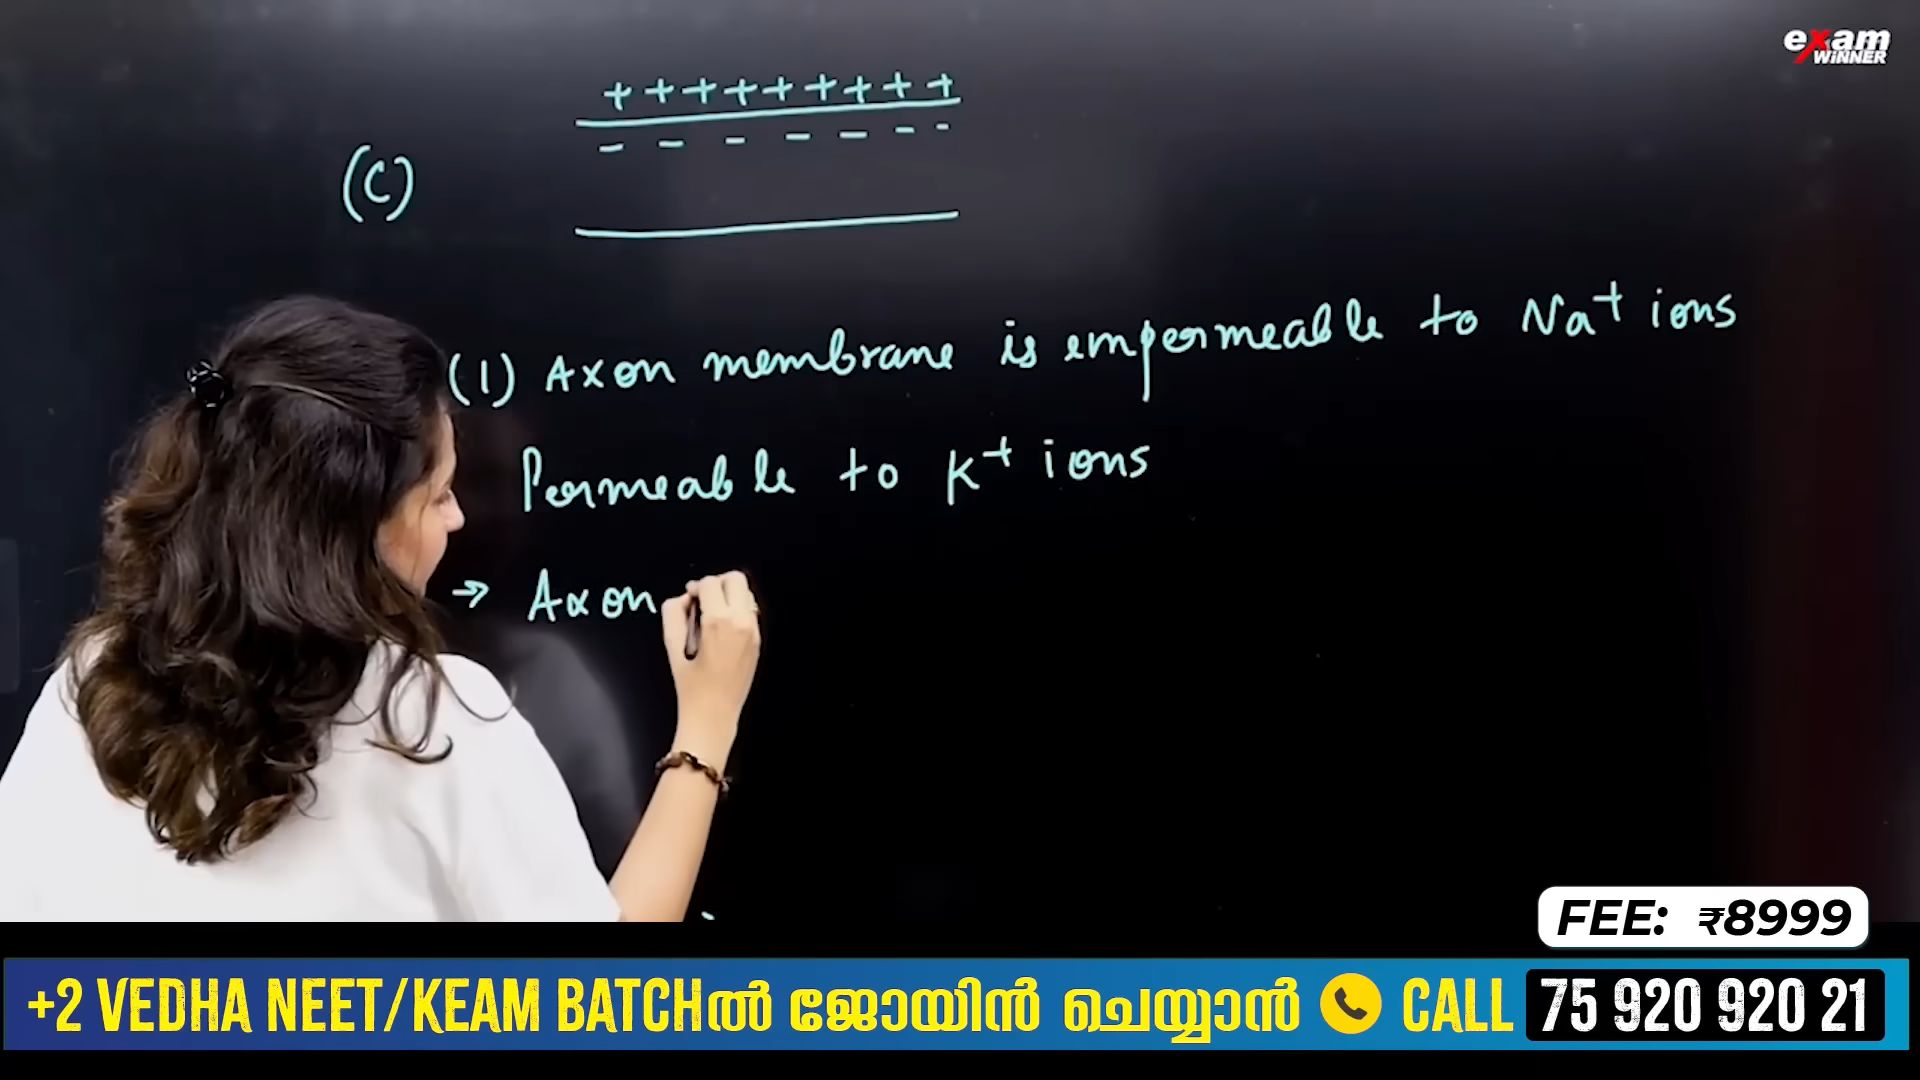 exam
WINNER
+ + + + + + + + +
- - - - - - -
(C)
(1) Axon membrane is empermeable to Na+ ions
Permeable to K+ ions
→ Axon
FEE: ₹8999
+2 VEDHA NEET/KEAM BATCHൽ ജോയിൻ ചെയ്യാൻ CALL 75 920 920 21